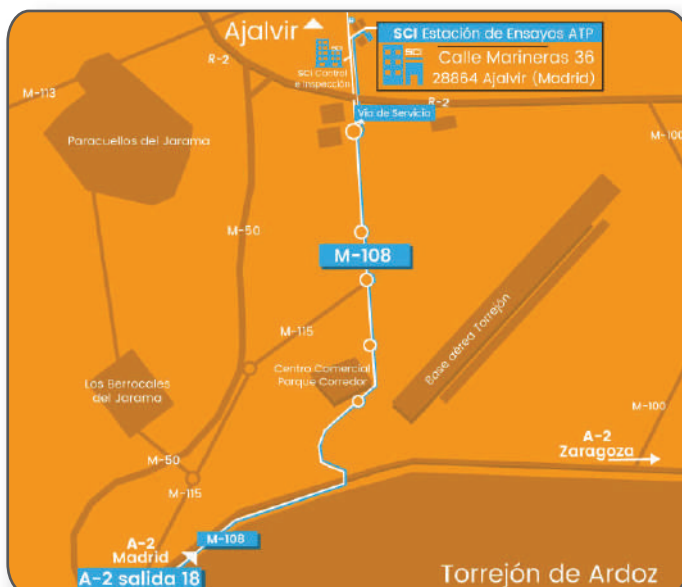 Ajalvir
SCI Estación de Ensayos ATP
SCI
Calle Marineras 36
28864 Ajalvir (Madrid)
R-2
SCI Control
e Inspección
M-113
R-2
Vía de Servicio
Paracuellos del Jarama
M-100
M-50
M-108
M-115
Base aérea Torrejón
Centro Comercial
Parque Corredor
Los Berrocales
del Jarama
M-100
A-2
Zaragoza
M-50
M-115
A-2
Madrid
M-108
A-2 salida 18
Torrejón de Ardoz